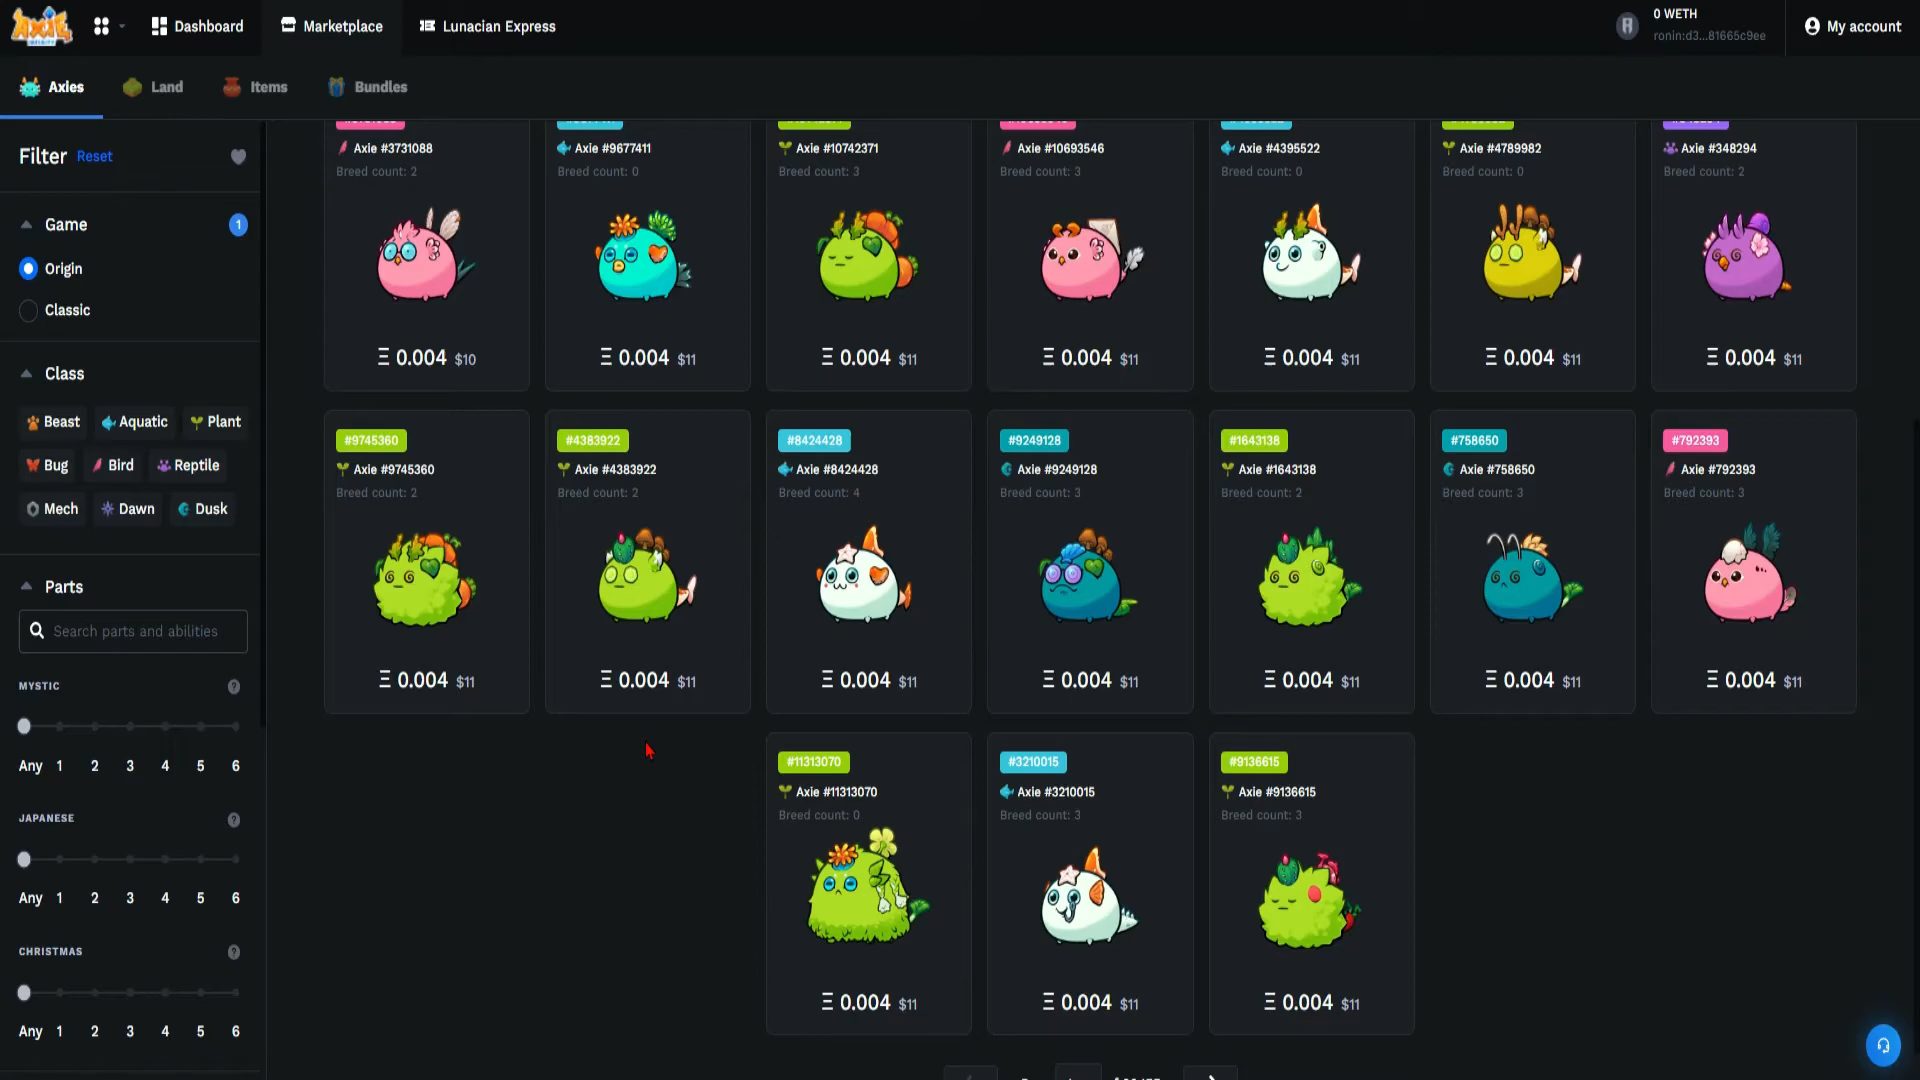 AXIE
Dashboard
Marketplace
Lunacian Express
0 WETH
ronin:d3...81665c9ee
My account
Axies
Land
Items
Bundles
Filter Reset
Game 1
Origin
Classic
Class
Beast Aquatic Plant
Bug Bird Reptile
Mech Dawn Dusk
Parts
Search parts and abilities
MYSTIC ?
Any 1 2 3 4 5 6
JAPANESE ?
Any 1 2 3 4 5 6
CHRISTMAS ?
Any 1 2 3 4 5 6
Axie #3731088
Breed count: 2
Ξ 0.004 $10
Axie #9677411
Breed count: 0
Ξ 0.004 $11
Axie #10742371
Breed count: 3
Ξ 0.004 $11
Axie #10693546
Breed count: 3
Ξ 0.004 $11
Axie #4395522
Breed count: 0
Ξ 0.004 $11
Axie #4789982
Breed count: 0
Ξ 0.004 $11
Axie #348294
Breed count: 2
Ξ 0.004 $11
#9745360
Axie #9745360
Breed count: 2
Ξ 0.004 $11
#4383922
Axie #4383922
Breed count: 2
Ξ 0.004 $11
#8424428
Axie #8424428
Breed count: 4
Ξ 0.004 $11
#9249128
Axie #9249128
Breed count: 3
Ξ 0.004 $11
#1643138
Axie #1643138
Breed count: 2
Ξ 0.004 $11
#758650
Axie #758650
Breed count: 3
Ξ 0.004 $11
#792393
Axie #792393
Breed count: 3
Ξ 0.004 $11
#11313070
Axie #11313070
Breed count: 0
Ξ 0.004 $11
#3210015
Axie #3210015
Breed count: 3
Ξ 0.004 $11
#9136615
Axie #9136615
Breed count: 3
Ξ 0.004 $11